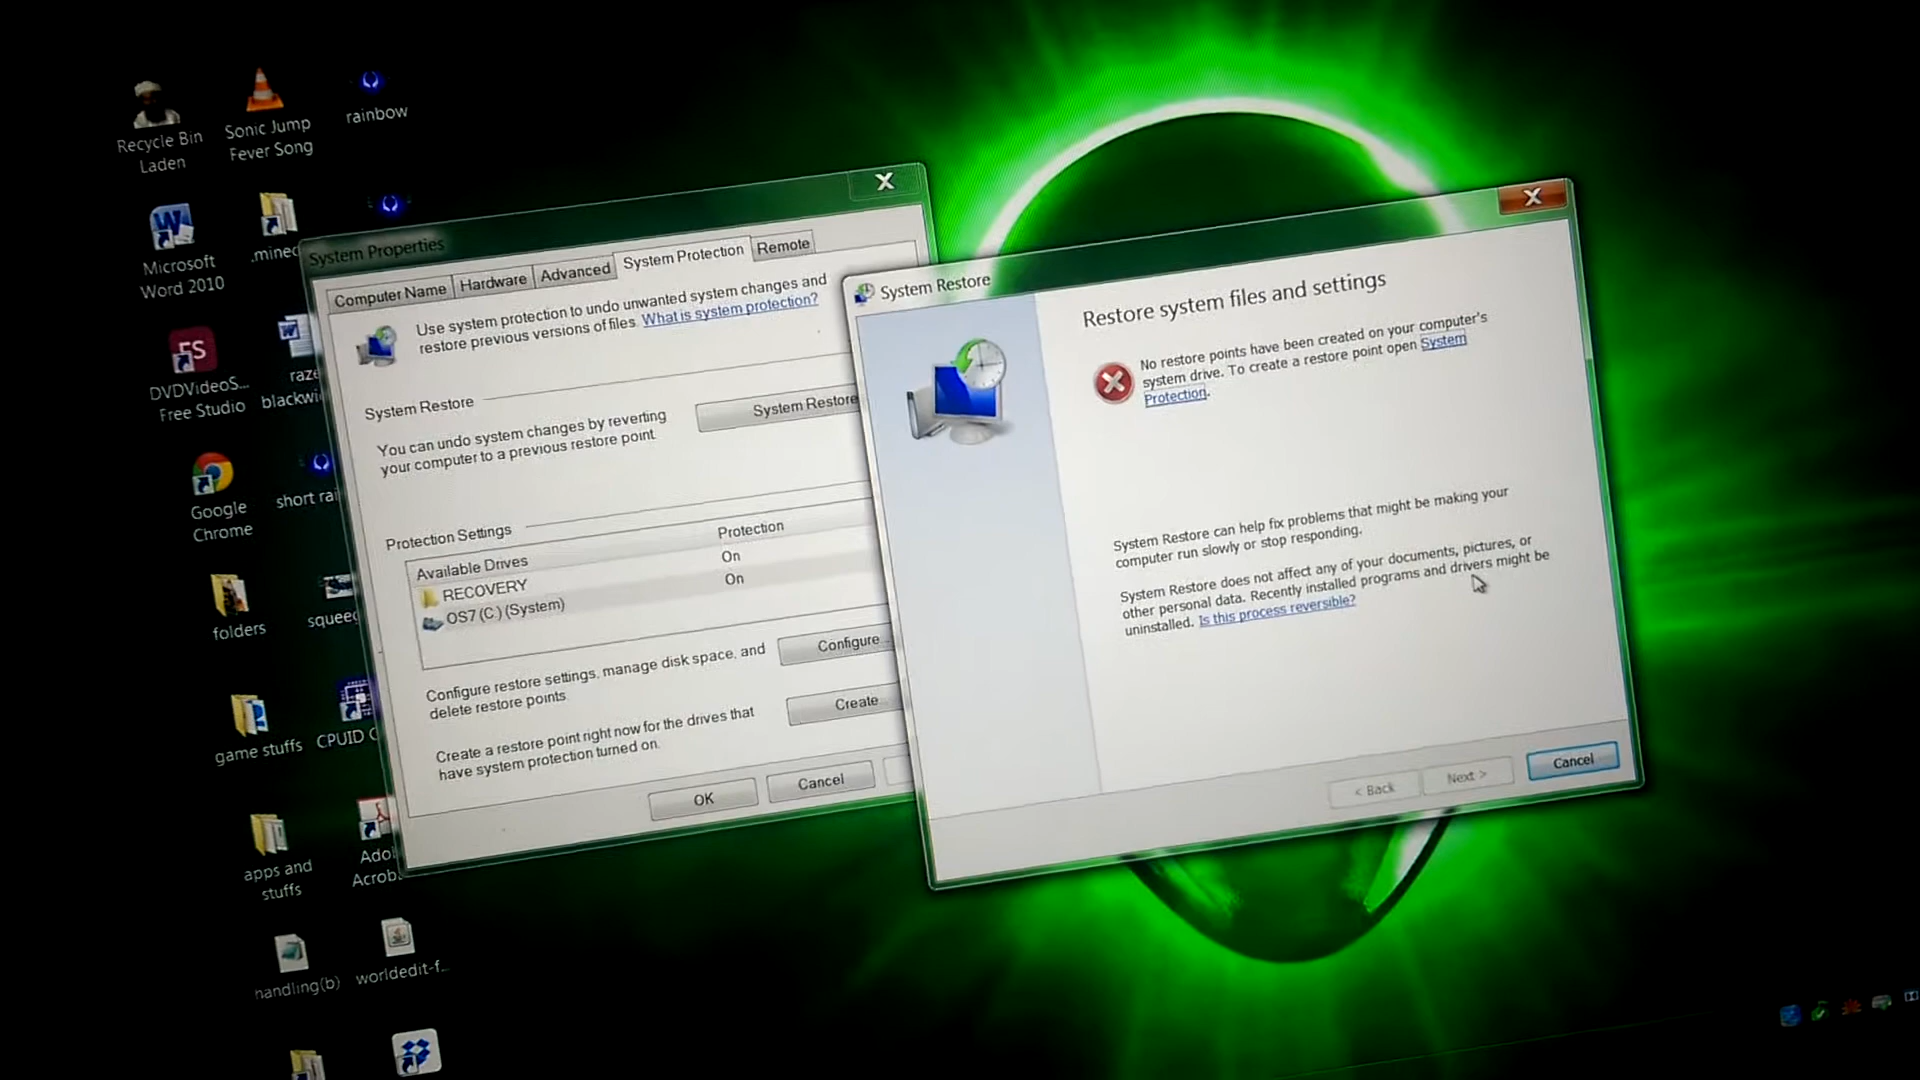 Recycle Bin
Laden
Sonic Jump
Fever Song
rainbow
Microsoft
Word 2010
DVDVideoS...
Free Studio
Google
Chrome
short rai
folders
game stuffs
CPUID C
apps and
stuffs
Acrob
handling(b)
worldedit-f...
System Properties
Computer Name
Hardware
Advanced
System Protection
Remote
Use system protection to undo unwanted system changes and
restore previous versions of files. What is system protection?
System Restore
You can undo system changes by reverting
your computer to a previous restore point.
System Restore
Protection Settings
Available Drives
Protection
RECOVERY
On
OS7 (C:) (System)
On
Configure restore settings, manage disk space, and
delete restore points.
Configure...
Create a restore point right now for the drives that
have system protection turned on.
Create...
OK
Cancel
System Restore
Restore system files and settings
No restore points have been created on your computer's
system drive. To create a restore point open System
Protection.
System Restore can help fix problems that might be making your
computer run slowly or stop responding.
System Restore does not affect any of your documents, pictures, or
other personal data. Recently installed programs and drivers might be
uninstalled. Is this process reversible?
< Back
Next >
Cancel